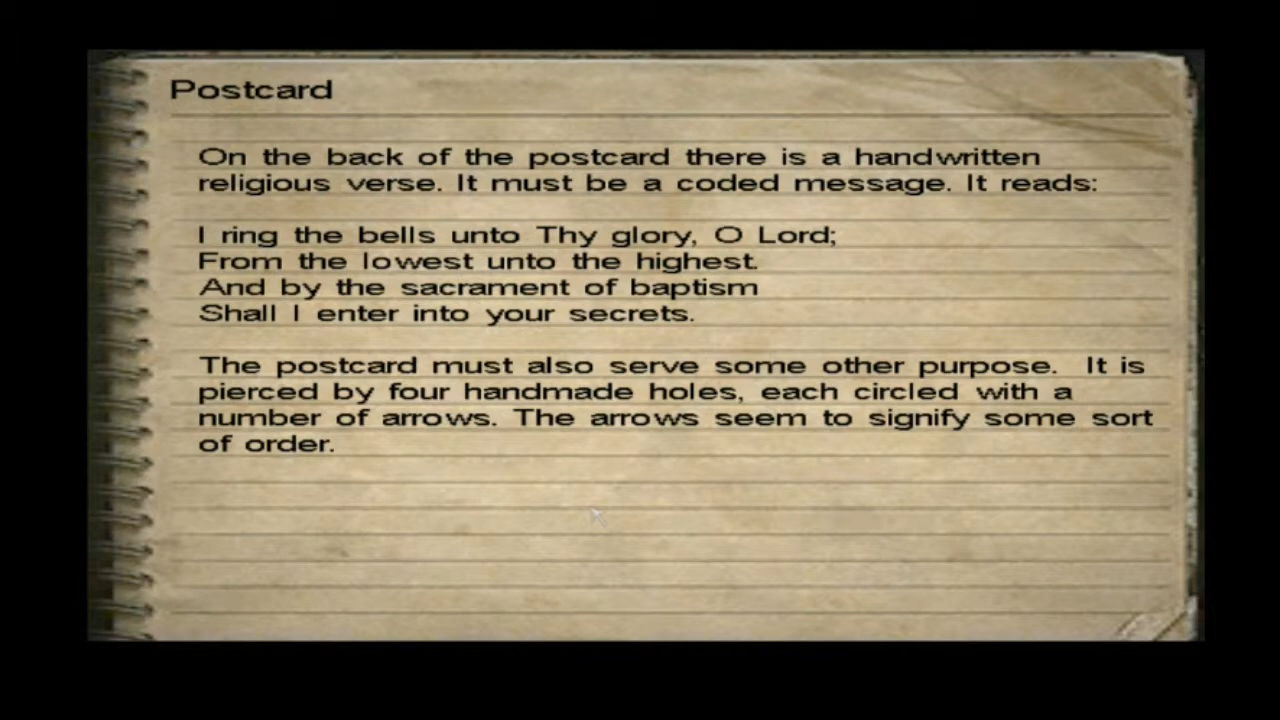 Postcard
On the back of the postcard there is a handwritten
religious verse. It must be a coded message. It reads:
I ring the bells unto Thy glory, O Lord;
From the lowest unto the highest.
And by the sacrament of baptism
Shall I enter into your secrets.
The postcard must also serve some other purpose. It is
pierced by four handmade holes, each circled with a
number of arrows. The arrows seem to signify some sort
of order.